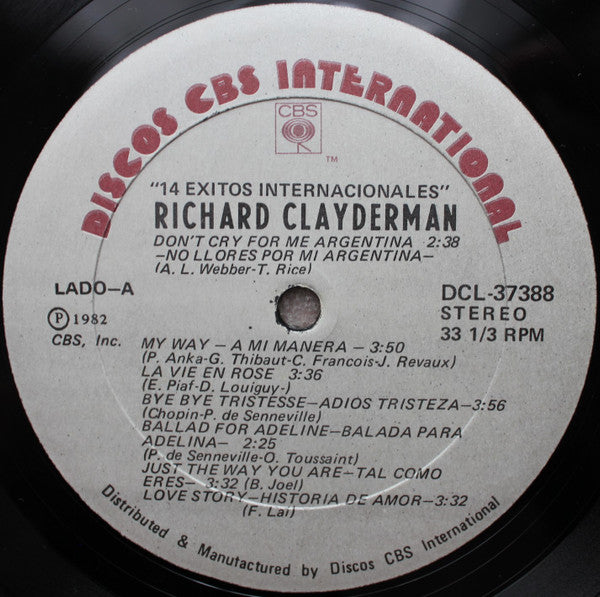 DISCOS CBS INTERNATIONAL
CBS
TM
"14 EXITOS INTERNACIONALES"
RICHARD CLAYDERMAN
DON'T CRY FOR ME ARGENTINA 2:38
—NO LLORES POR MI ARGENTINA—
(A. L. Webber-T. Rice)
LADO—A
DCL-37388
STEREO
Ⓟ 1982
33 1/3 RPM
CBS, Inc.
MY WAY — A MI MANERA — 3:50
(P. Anka-G. Thibaut-C. Francois-J. Revaux)
LA VIE EN ROSE 3:36
(E. Piaf-D. Louiguy-)
BYE BYE TRISTESSE—ADIOS TRISTEZA—3:56
(Chopin-P. de Senneville)
BALLAD FOR ADELINE—BALADA PARA
ADELINA— 2:25
(P. de Senneville-O. Toussaint)
JUST THE WAY YOU ARE—TAL COMO
ERES— 3:32 (B. Joel)
LOVE STORY—HISTORIA DE AMOR—3:32
(F. Lai)
Distributed & Manufactured by Discos CBS International